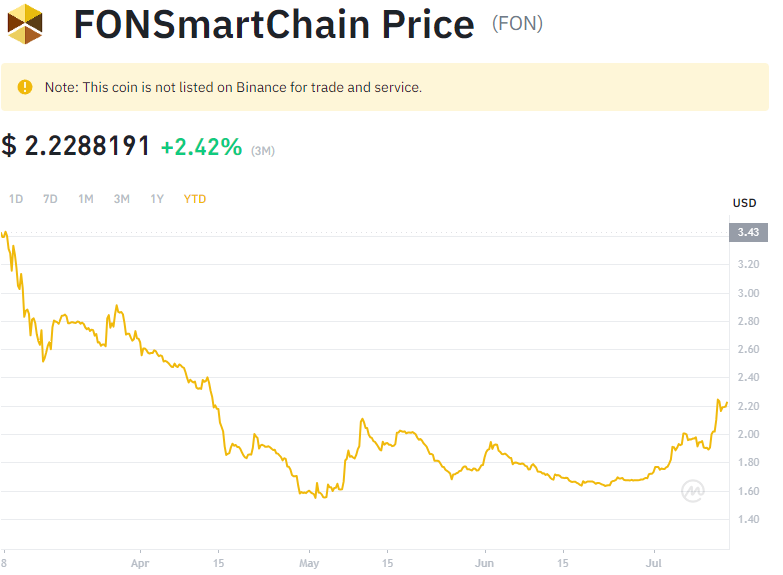 FONSmartChain Price (FON)
Note: This coin is not listed on Binance for trade and service.
$ 2.2288191 +2.42% (3M)
1D 7D 1M 3M 1Y YTD
USD
3.43
3.20
3.00
2.80
2.60
2.40
2.20
2.00
1.80
1.60
1.40
8 Apr 15 May 15 Jun 15 Jul